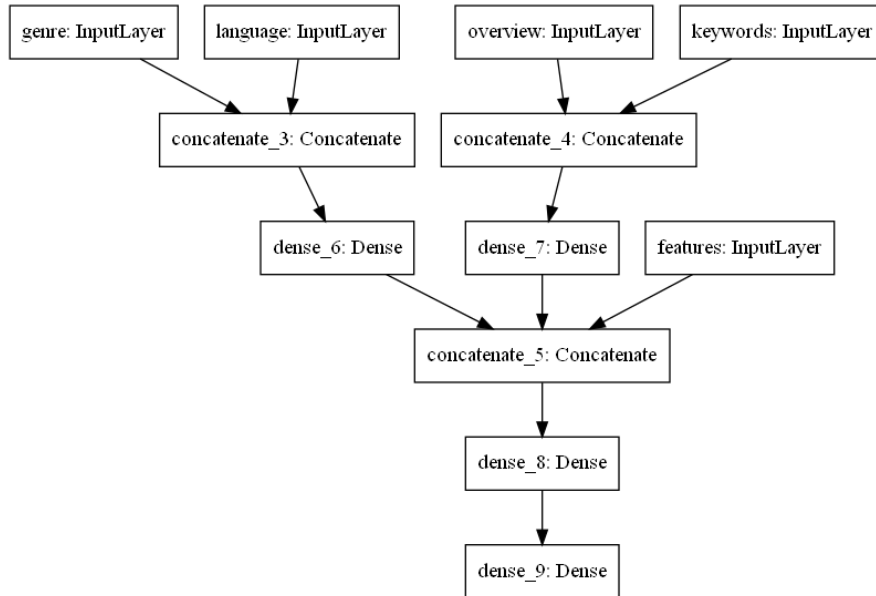 genre: InputLayer
language: InputLayer
overview: InputLayer
keywords: InputLayer
concatenate_3: Concatenate
concatenate_4: Concatenate
dense_6: Dense
dense_7: Dense
features: InputLayer
concatenate_5: Concatenate
dense_8: Dense
dense_9: Dense